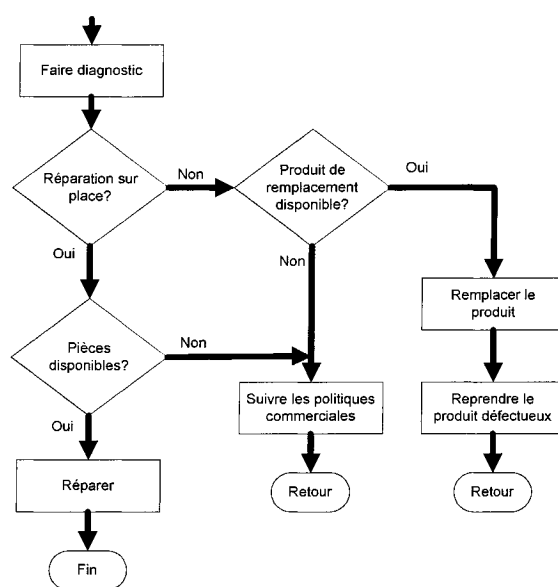 Faire diagnostic
Réparation sur
place?
Non
Produit de
remplacement
disponible?
Oui
Oui
Non
Remplacer le
produit
Pièces
disponibles?
Non
Suivre les politiques
commerciales
Reprendre le
produit défectueux
Oui
Réparer
Retour
Retour
Fin